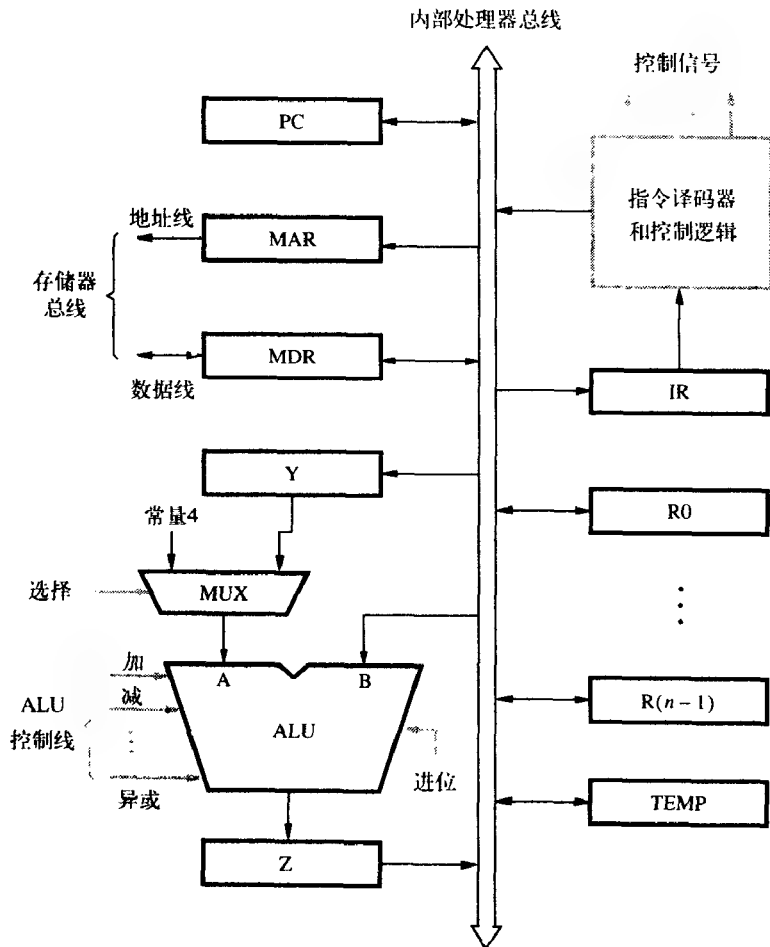 内部处理器总线
控制信号
PC
指令译码器
和控制逻辑
地址线
MAR
存储器
总线
MDR
数据线
IR
Y
常量4
R0
选择
MUX
加
A
B
ALU
控制线
减
ALU
R(n-1)
进位
异或
TEMP
Z